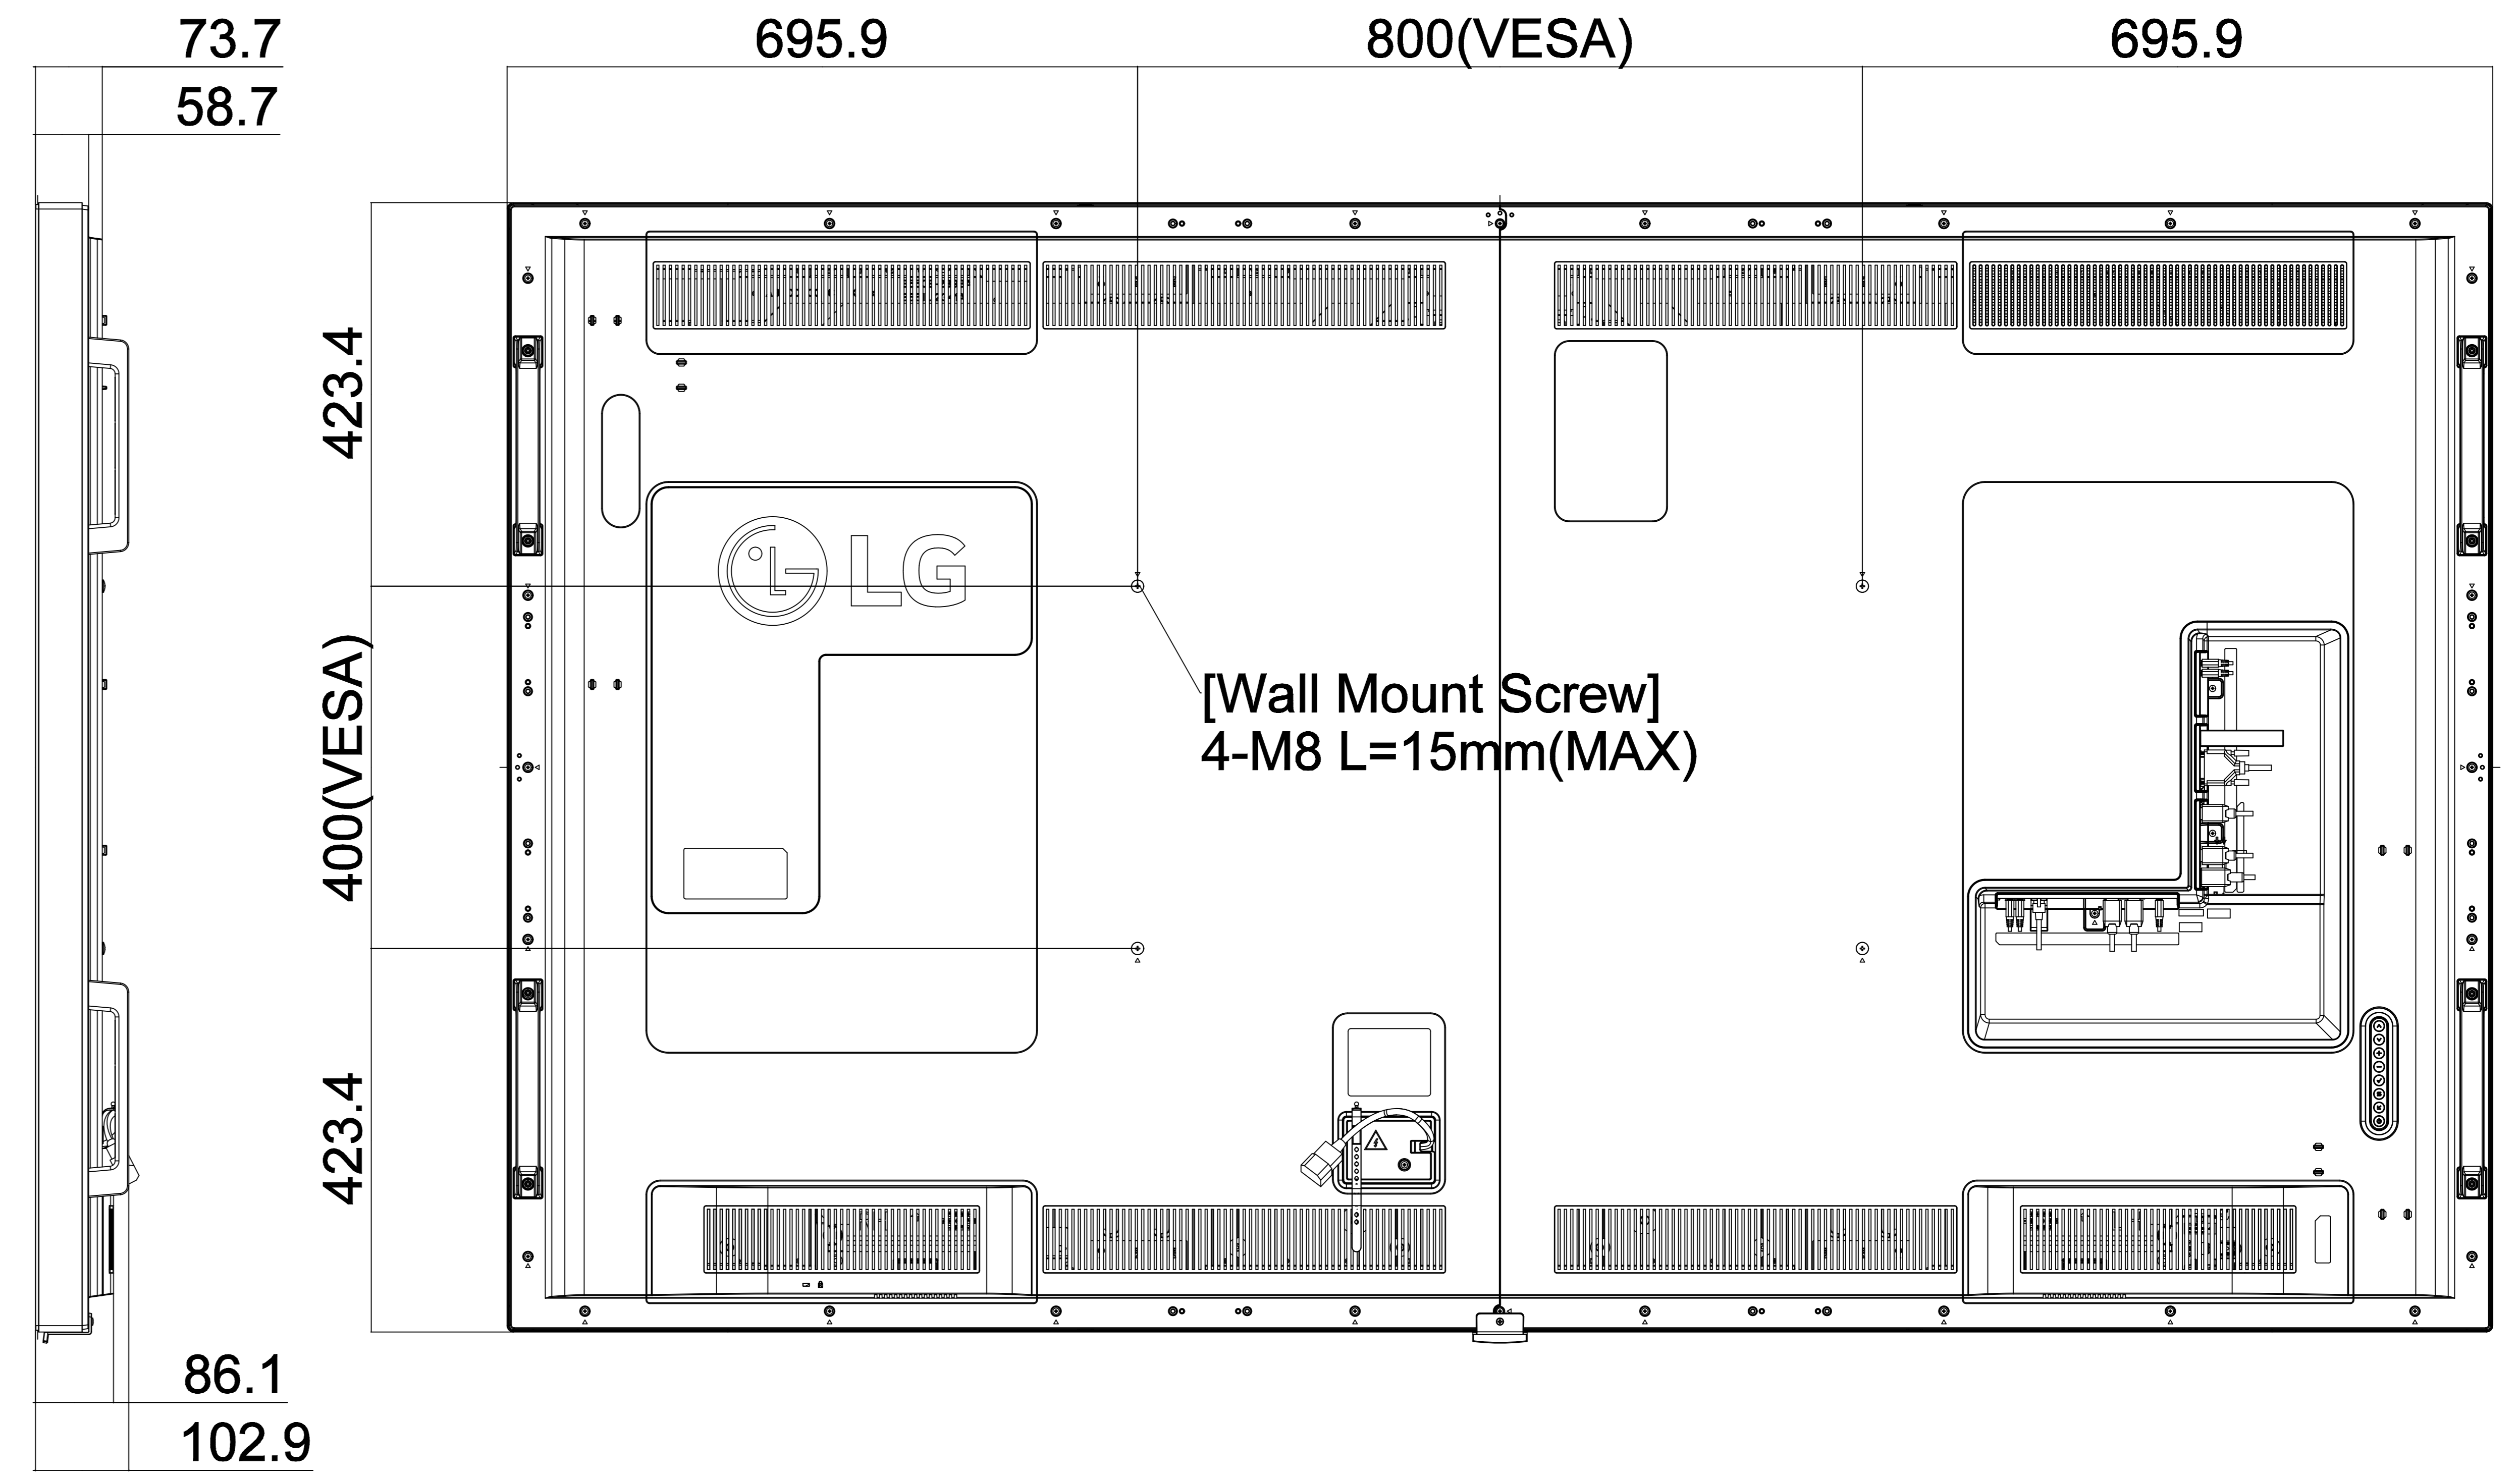 73.7
695.9
800(VESA)
695.9
58.7
423.4
LG
400(VESA)
[Wall Mount Screw]
4-M8 L=15mm(MAX)
423.4
86.1
102.9